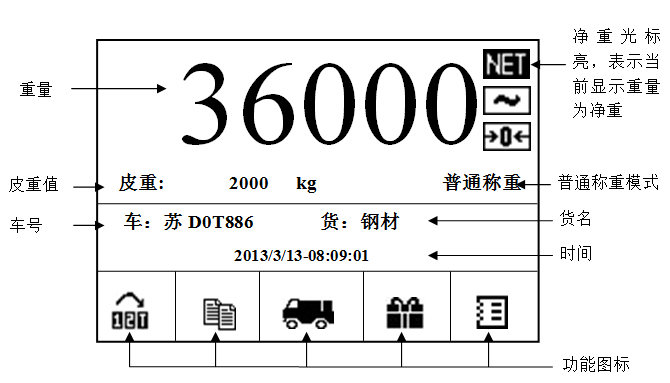 净重光标
亮，表示当
前显示重量
为净重
重量
36000
NET
→0←
皮重值
皮重:
2000
kg
普通称重
普通称重模式
车号
车：苏 D0T886
货：钢材
货名
2013/3/13-08:09:01
时间
功能图标